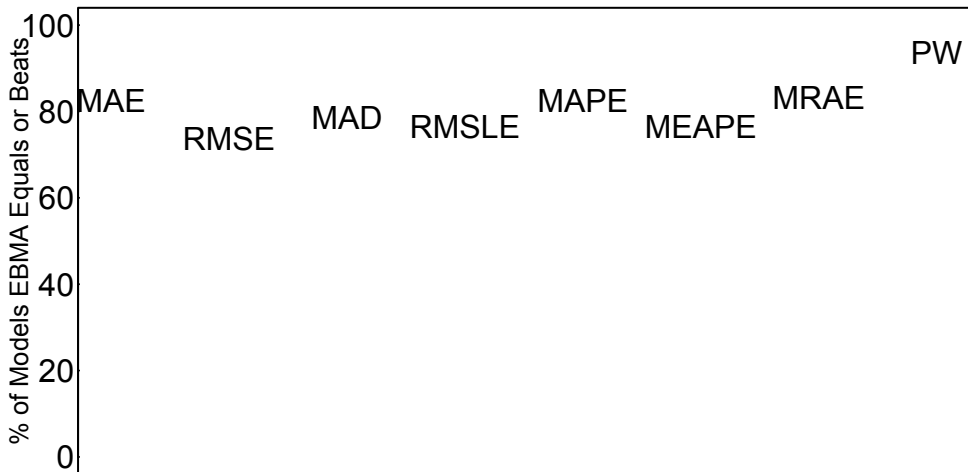 % of Models EBMA Equals or Beats
100
80
60
40
20
0
MAE
RMSE
MAD
RMSLE
MAPE
MEAPE
MRAE
PW